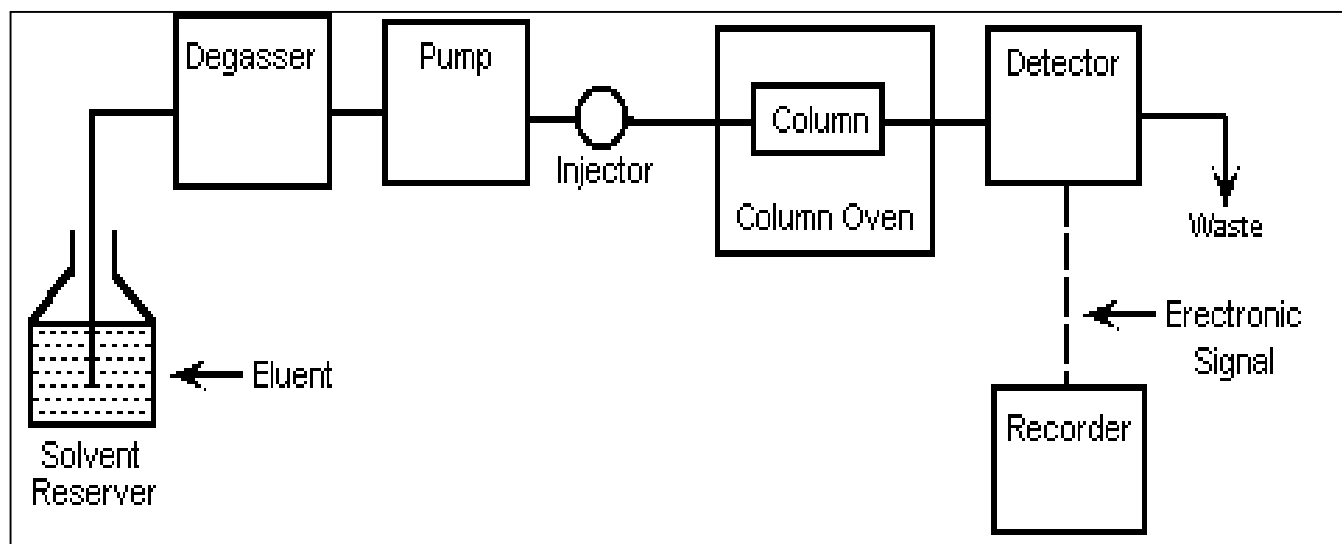 Degasser
Pump
Injector
Column
Column Oven
Detector
Waste
Erectronic
Signal
Recorder
Eluent
Solvent
Reserver